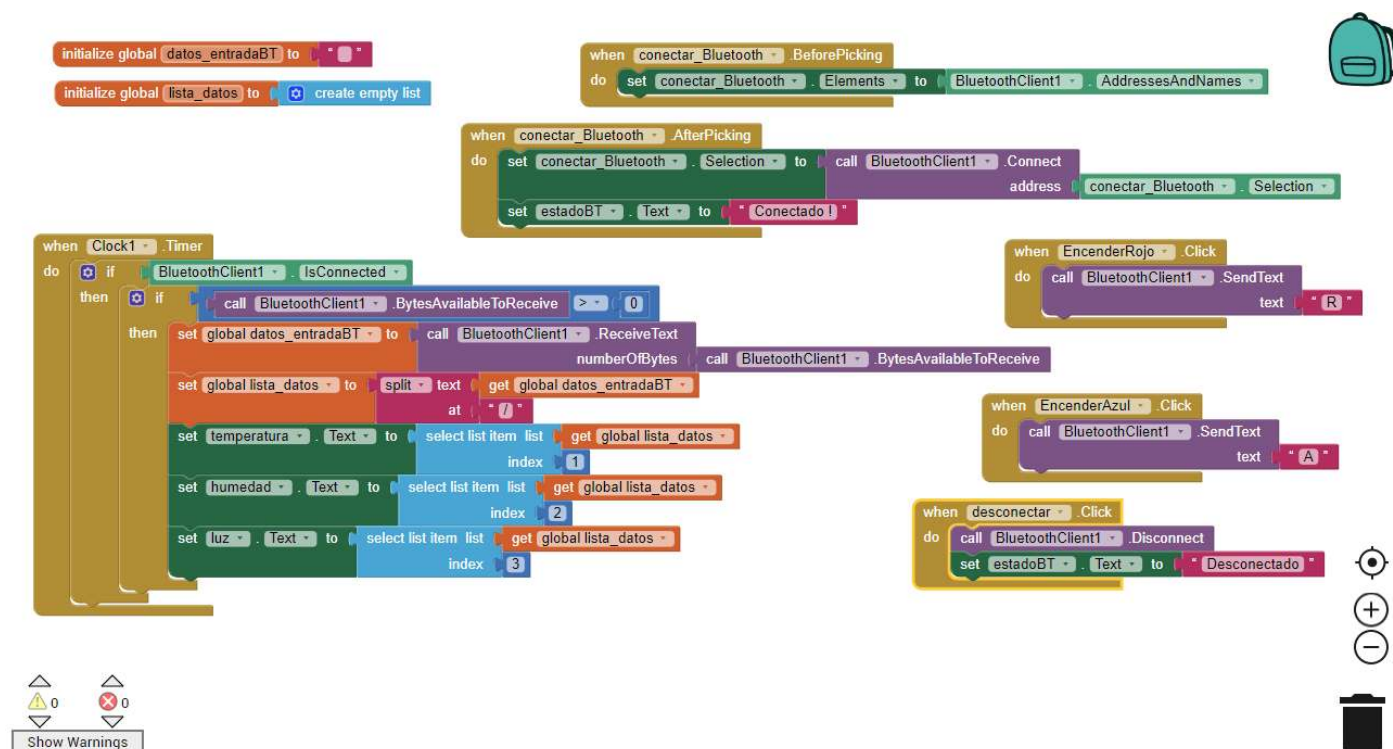 initialize global datos_entradaBT to " "
initialize global lista_datos to create empty list
when conectar_Bluetooth .BeforePicking
do set conectar_Bluetooth . Elements to BluetoothClient1 . AddressesAndNames
when conectar_Bluetooth .AfterPicking
do set conectar_Bluetooth . Selection to call BluetoothClient1 .Connect
address conectar_Bluetooth . Selection
set estadoBT . Text to " Conectado ! "
when Clock1 .Timer
do if BluetoothClient1 . IsConnected
then if call BluetoothClient1 .BytesAvailableToReceive > 0
then set global datos_entradaBT to call BluetoothClient1 .ReceiveText
numberOfBytes call BluetoothClient1 .BytesAvailableToReceive
set global lista_datos to split text get global datos_entradaBT
at " / "
set temperatura . Text to select list item list get global lista_datos
index 1
set humedad . Text to select list item list get global lista_datos
index 2
set luz . Text to select list item list get global lista_datos
index 3
when EncenderRojo .Click
do call BluetoothClient1 .SendText
text " R "
when EncenderAzul .Click
do call BluetoothClient1 .SendText
text " A "
when desconectar .Click
do call BluetoothClient1 .Disconnect
set estadoBT . Text to " Desconectado "
0 0
Show Warnings